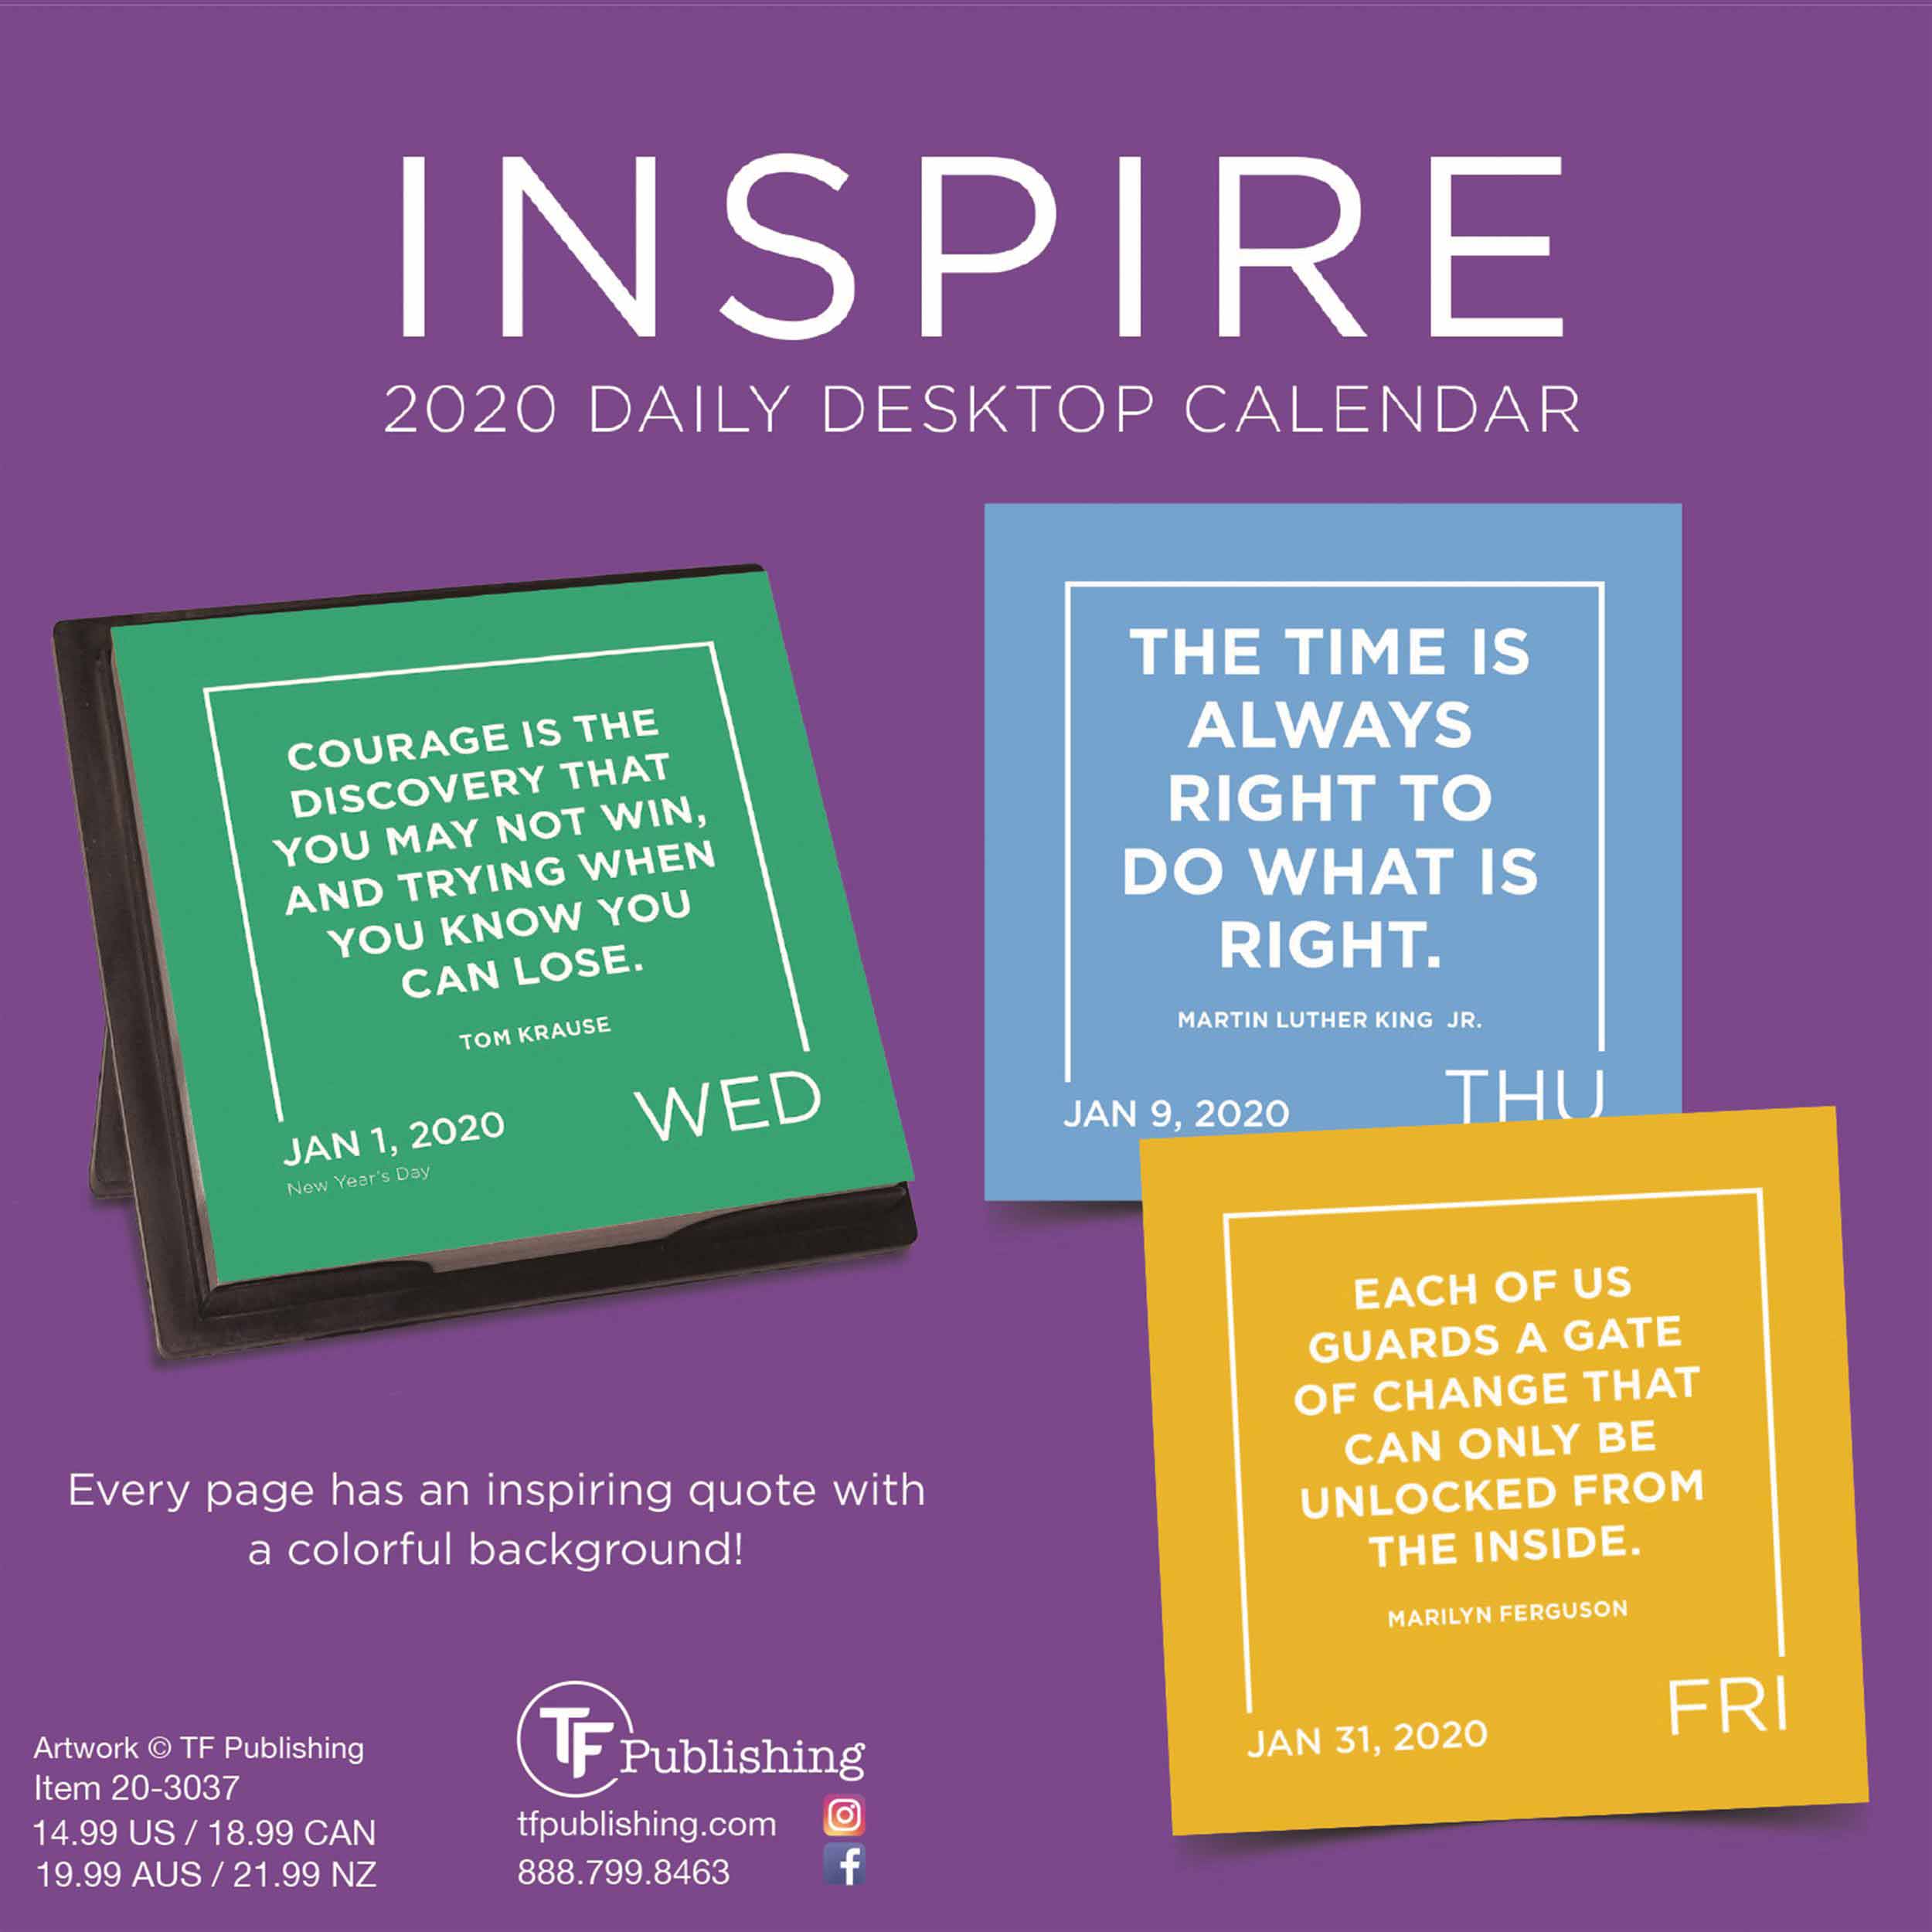 INSPIRE
2020 DAILY DESKTOP CALENDAR
COURAGE IS THE
DISCOVERY THAT
YOU MAY NOT WIN,
AND TRYING WHEN
YOU KNOW YOU
CAN LOSE.
TOM KRAUSE
JAN 1, 2020
WED
New Year's Day
THE TIME IS
ALWAYS
RIGHT TO
DO WHAT IS
RIGHT.
MARTIN LUTHER KING JR.
JAN 9, 2020
THU
EACH OF US
GUARDS A GATE
OF CHANGE THAT
CAN ONLY BE
UNLOCKED FROM
THE INSIDE.
MARILYN FERGUSON
JAN 31, 2020
FRI
Every page has an inspiring quote with
a colorful background!
Artwork © TF Publishing
Item 20-3037
14.99 US / 18.99 CAN
19.99 AUS / 21.99 NZ
TF Publishing
tfpublishing.com
888.799.8463